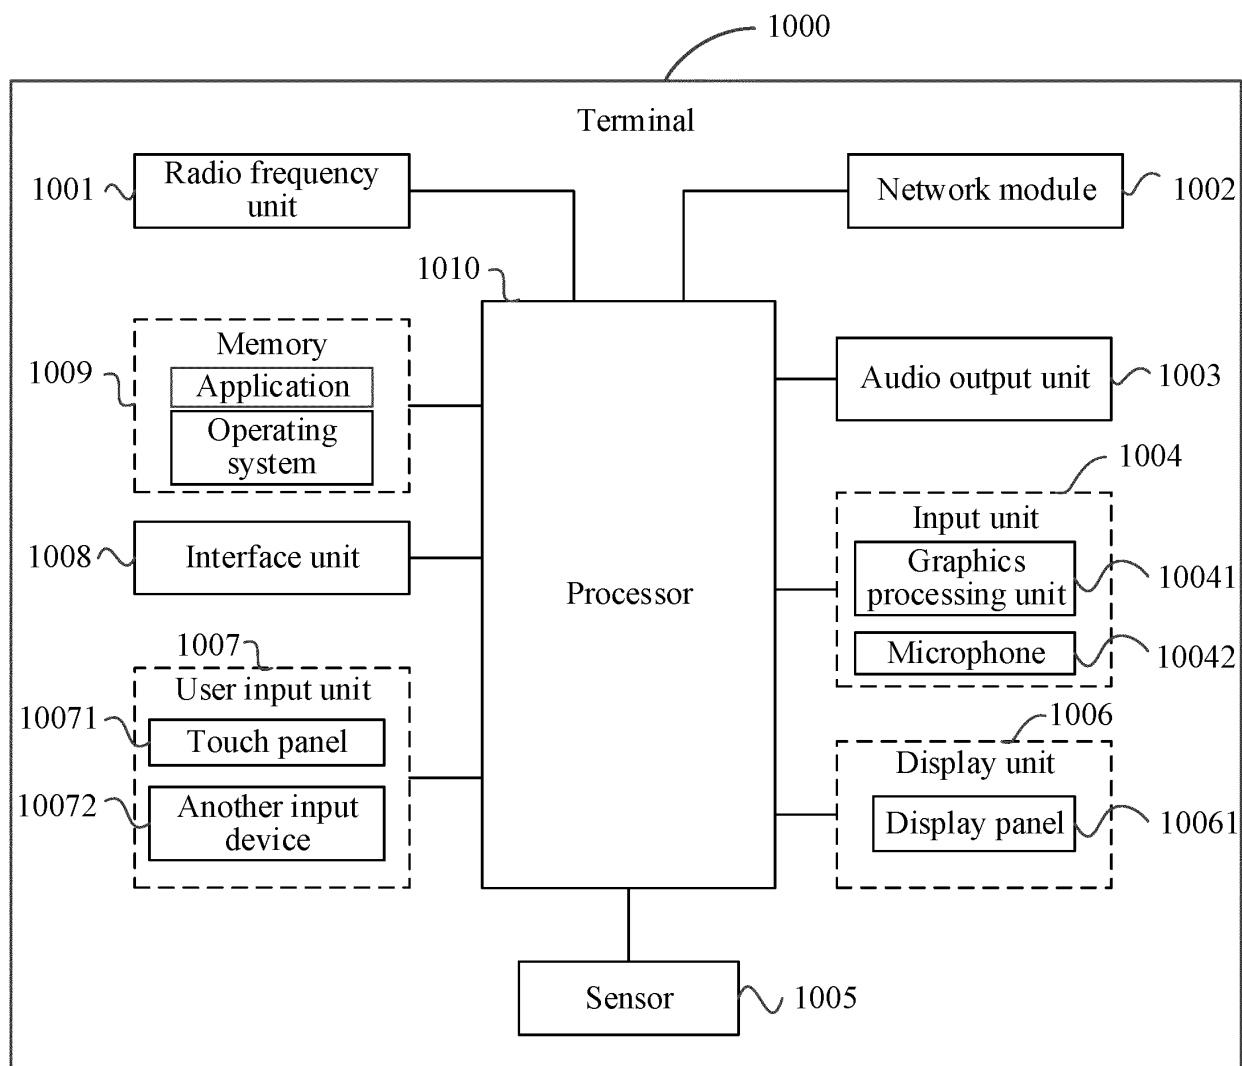 1000
Terminal
1001
Radio frequency
unit
Network module
1002
1010
Memory
1009
Application
Operating
system
Audio output unit
1003
1004
Input unit
1008
Interface unit
Graphics
processing unit
10041
Processor
Microphone
10042
1007
User input unit
10071
Touch panel
1006
Display unit
10072
Another input
device
Display panel
10061
Sensor
1005